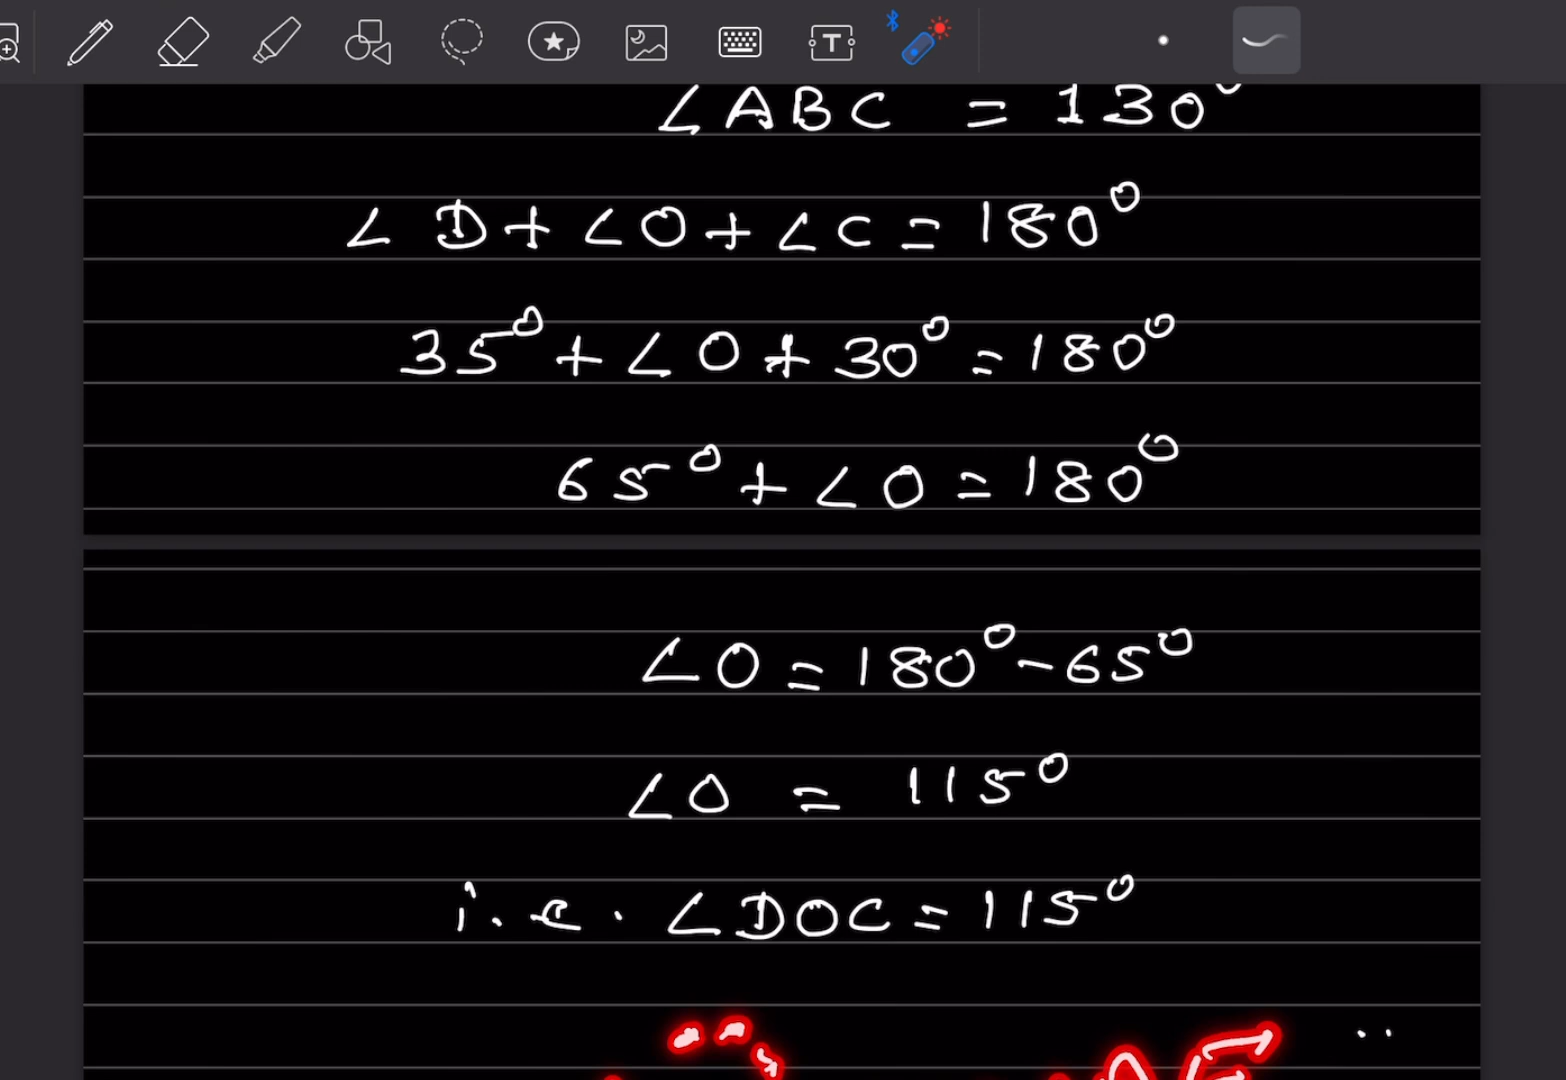 ∠ABC = 130°
∠D + ∠O + ∠C = 180°
35° + ∠O + 30° = 180°
65° + ∠O = 180°
∠O = 180° - 65°
∠O = 115°
i.e. ∠DOC = 115°